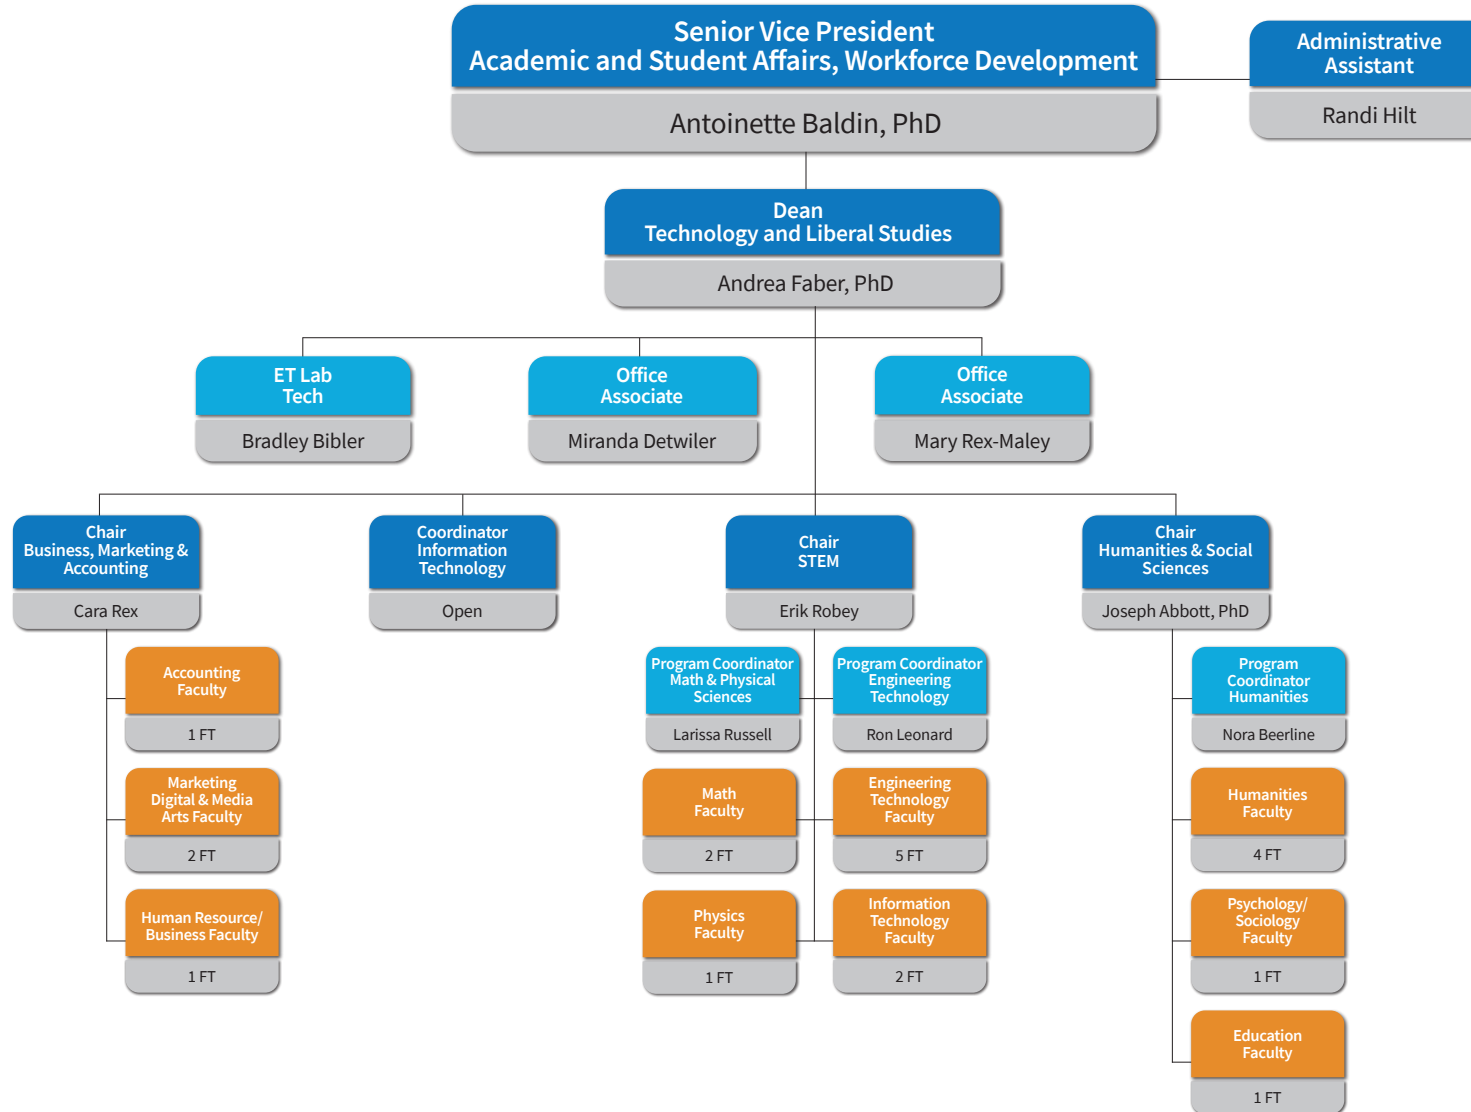 Senior Vice President
Academic and Student Affairs, Workforce Development
Antoinette Baldin, PhD
Administrative
Assistant
Randi Hilt
Dean
Technology and Liberal Studies
Andrea Faber, PhD
ET Lab
Tech
Bradley Bibler
Office
Associate
Miranda Detwiler
Office
Associate
Mary Rex-Maley
Chair
Business, Marketing &
Accounting
Cara Rex
Coordinator
Information
Technology
Open
Chair
STEM
Erik Robey
Chair
Humanities & Social
Sciences
Joseph Abbott, PhD
Accounting
Faculty
1 FT
Marketing
Digital & Media
Arts Faculty
2 FT
Human Resource/
Business Faculty
1 FT
Program Coordinator
Math & Physical
Sciences
Larissa Russell
Program Coordinator
Engineering
Technology
Ron Leonard
Math
Faculty
2 FT
Engineering
Technology
Faculty
5 FT
Physics
Faculty
1 FT
Information
Technology
Faculty
2 FT
Program
Coordinator
Humanities
Nora Beerline
Humanities
Faculty
4 FT
Psychology/
Sociology
Faculty
1 FT
Education
Faculty
1 FT